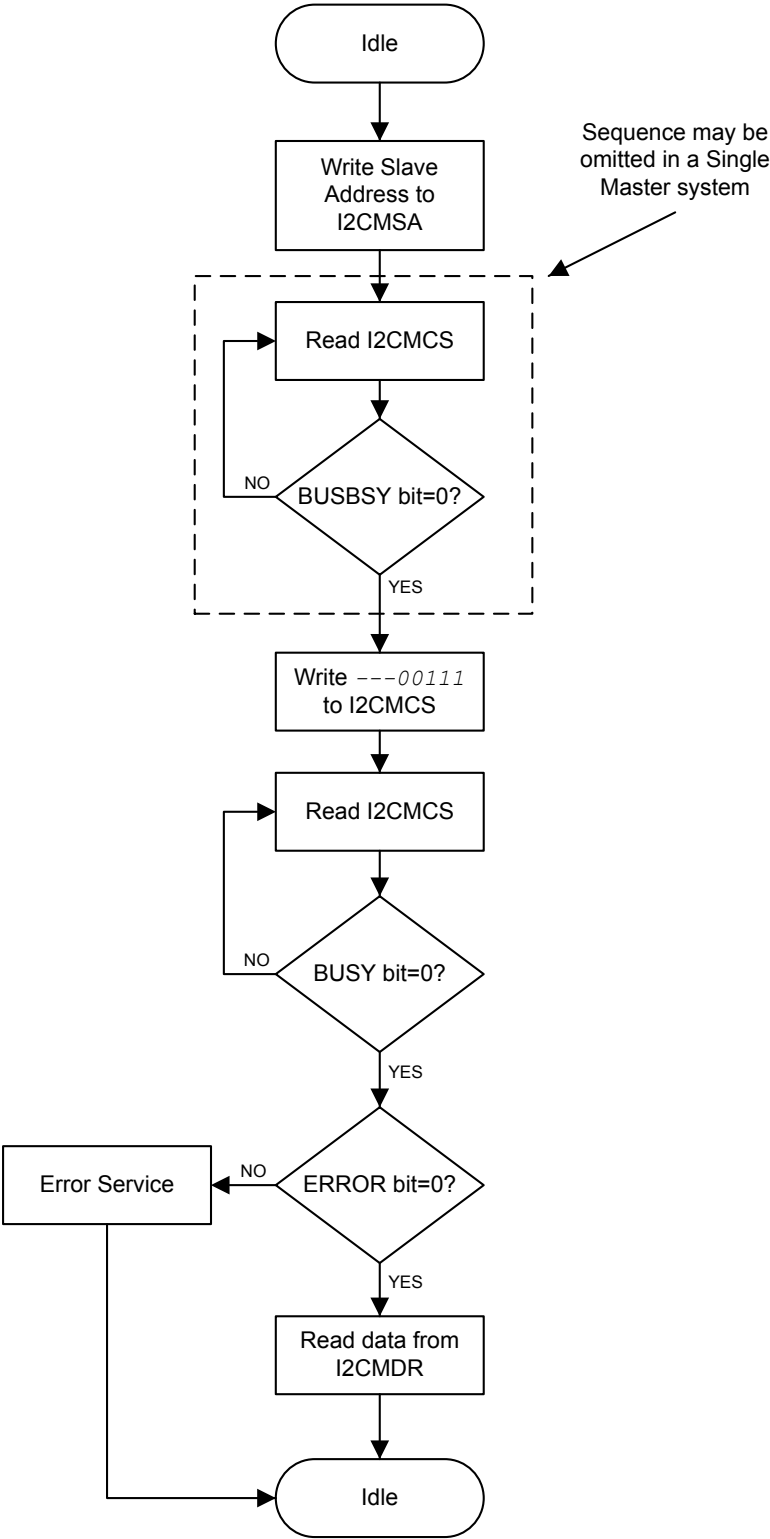 Idle
Write Slave
Address to
I2CMSA
Sequence may be
omitted in a Single
Master system
Read I2CMCS
NO
BUSBSY bit=0?
YES
Write ---00111
to I2CMCS
Read I2CMCS
NO
BUSY bit=0?
YES
Error Service
NO
ERROR bit=0?
YES
Read data from
I2CMDR
Idle